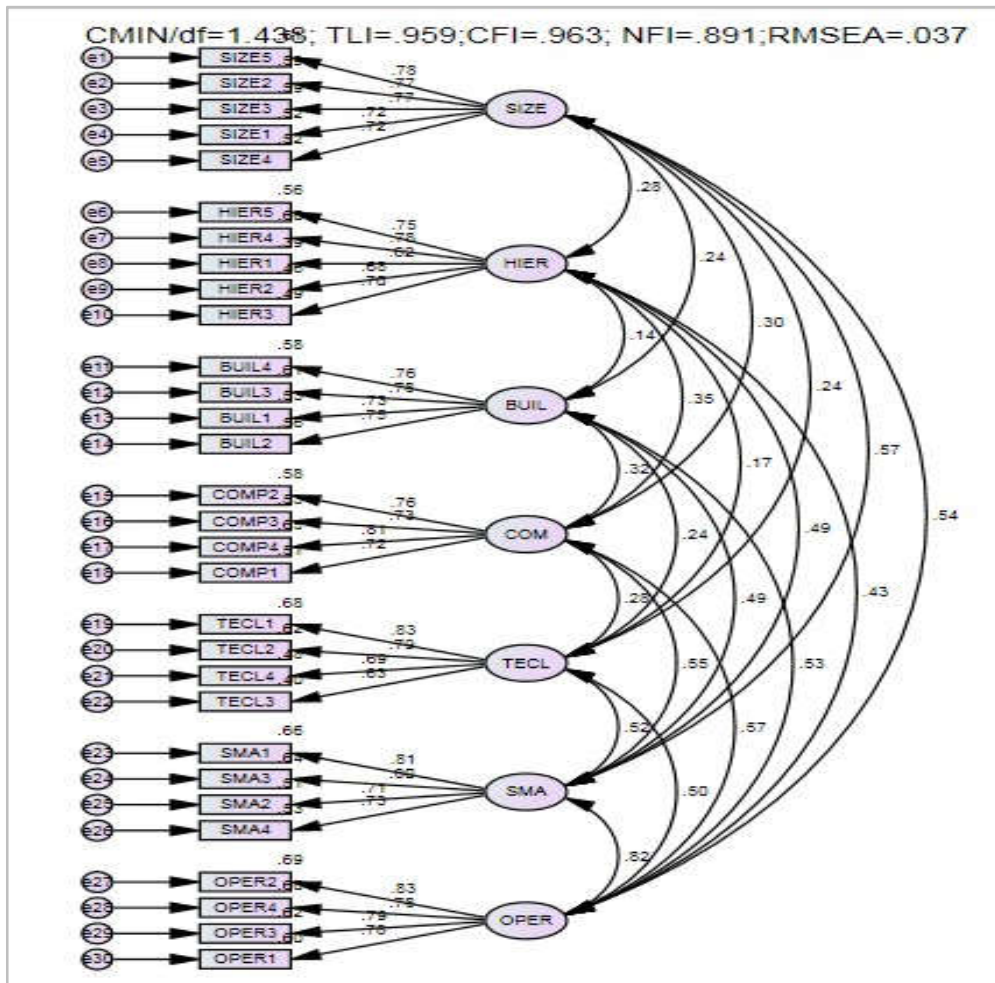 CMIN/df=1.438; TLI=.959;CFI=.963; NFI=.891;RMSEA=.037
e1 SIZE5 .78
e2 SIZE2 .77
e3 SIZE3 .77 SIZE
e4 SIZE1 .72
e5 SIZE4 .72
.28
.56
e6 HIER5 .75
e7 HIER4 .78
e8 HIER1 .62 HIER .24
e9 HIER2 .68
e10 HIER3 .70
.14 .30
.58
e11 BUIL4 .76 .24
e12 BUIL3 .35
e13 BUIL1 .73 BUIL
e14 BUIL2 .75 .57
.32 .17
.58
e15 COMP2 .76 .49
e16 COMP3 .73 .54
e17 COMP4 .81 COM .24
e18 COMP1 .72
.28 .49 .43
.68
e19 TECL1 .83
e20 TECL2 .79
e21 TECL4 .69 TECL .55 .53
e22 TECL3 .63
.52 .57
.66
e23 SMA1 .81
e24 SMA3
e25 SMA2 .71 SMA .50
e26 SMA4 .73
.82
.69
e27 OPER2 .83
e28 OPER4
e29 OPER3 .79 OPER
e30 OPER1